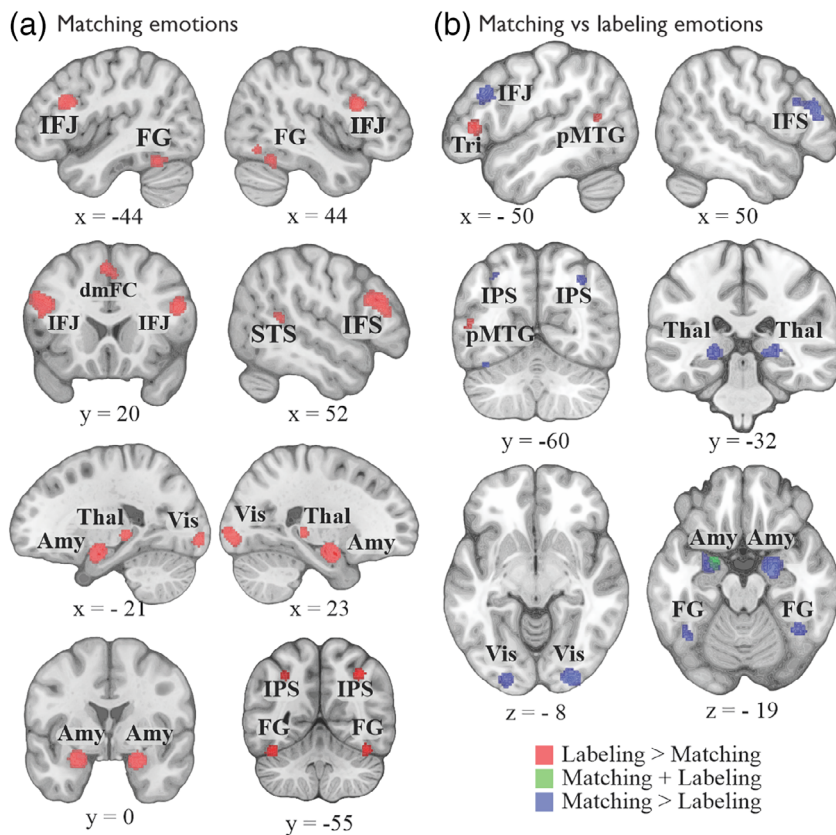 (a) Matching emotions
IFJ
FG
x = -44
FG
IFJ
x = 44
dmFC
IFJ
IFJ
y = 20
STS
IFS
x = 52
Thal
Vis
Amy
x = - 21
Vis
Thal
Amy
x = 23
Amy
Amy
y = 0
IPS
IPS
FG
FG
y = -55
(b) Matching vs labeling emotions
IFJ
Tri
pMTG
x = - 50
IFS
x = 50
IPS
IPS
pMTG
y = -60
Thal
Thal
y = -32
Vis
Vis
z = - 8
Amy
Amy
FG
FG
z = - 19
Labeling > Matching
Matching + Labeling
Matching > Labeling